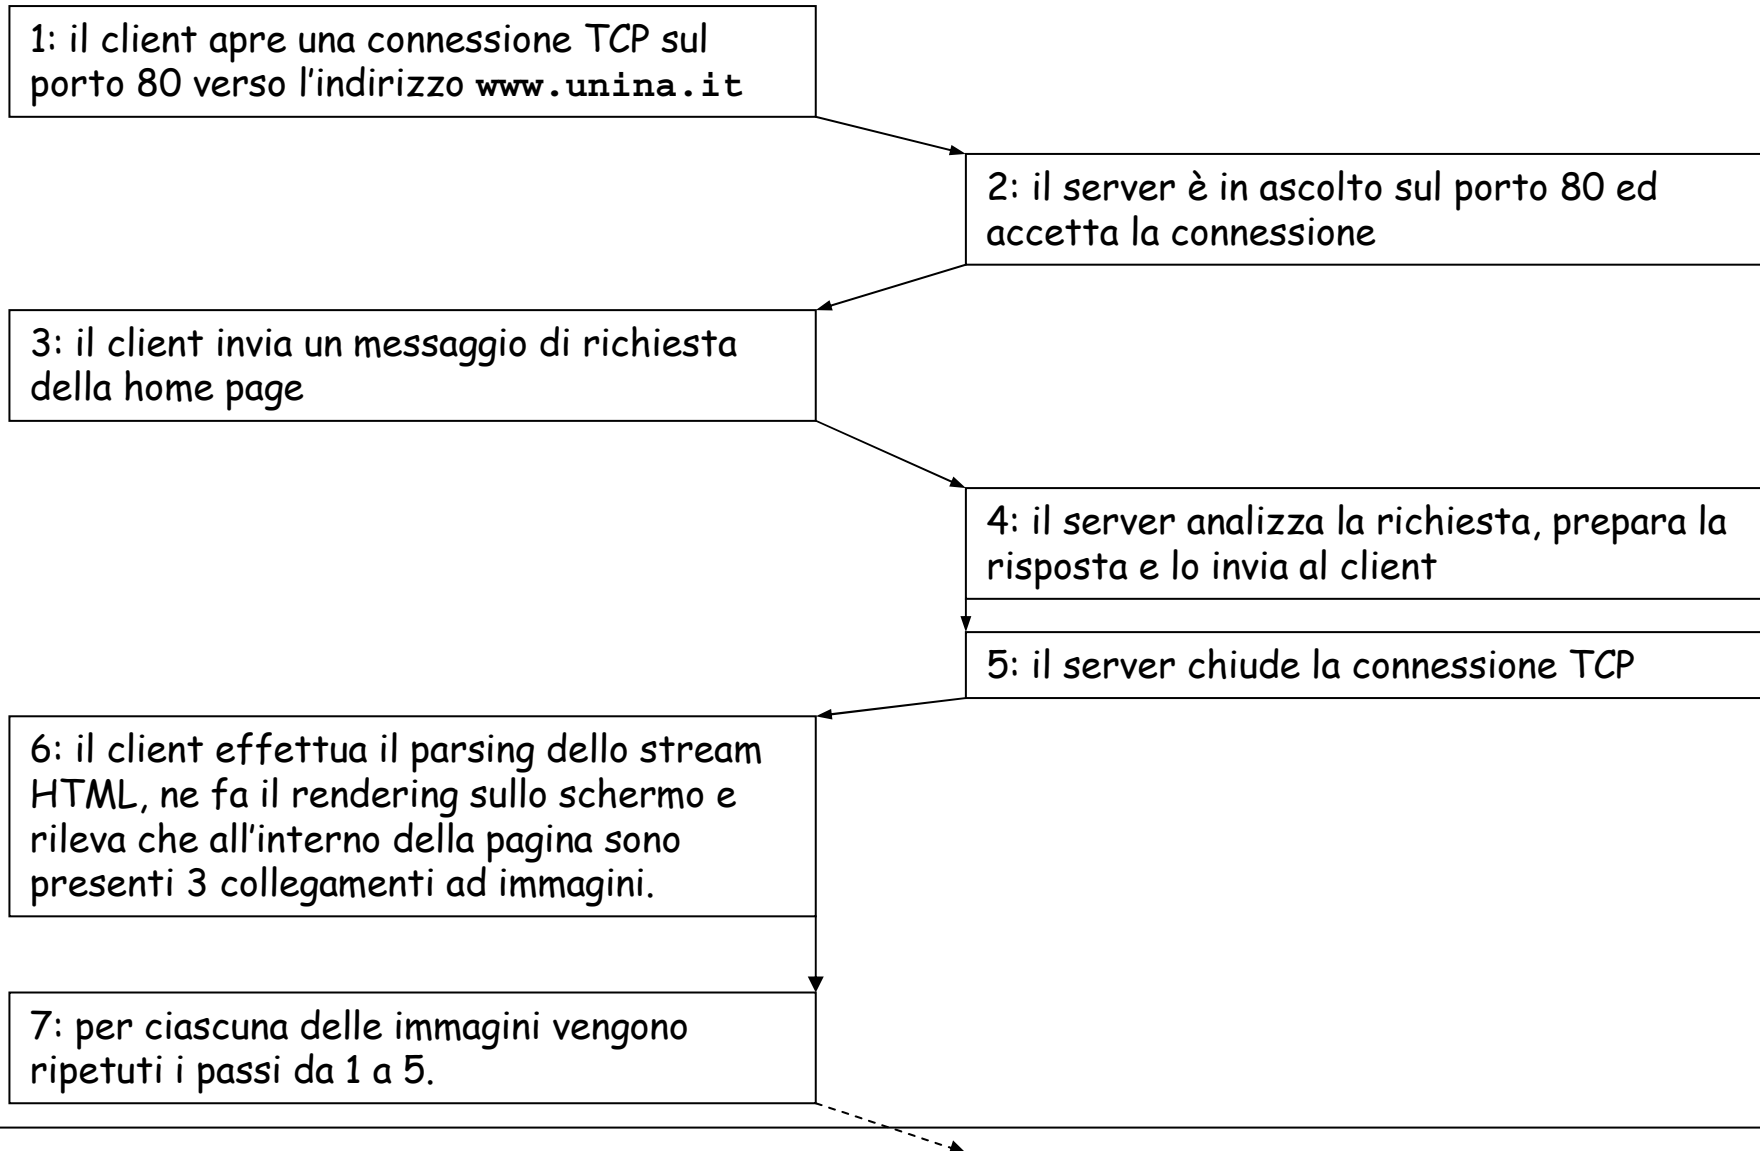 1: il client apre una connessione TCP sul
porto 80 verso l'indirizzo www.unina.it
2: il server è in ascolto sul porto 80 ed
accetta la connessione
3: il client invia un messaggio di richiesta
della home page
4: il server analizza la richiesta, prepara la
risposta e lo invia al client
5: il server chiude la connessione TCP
6: il client effettua il parsing dello stream
HTML, ne fa il rendering sullo schermo e
rileva che all'interno della pagina sono
presenti 3 collegamenti ad immagini.
7: per ciascuna delle immagini vengono
ripetuti i passi da 1 a 5.